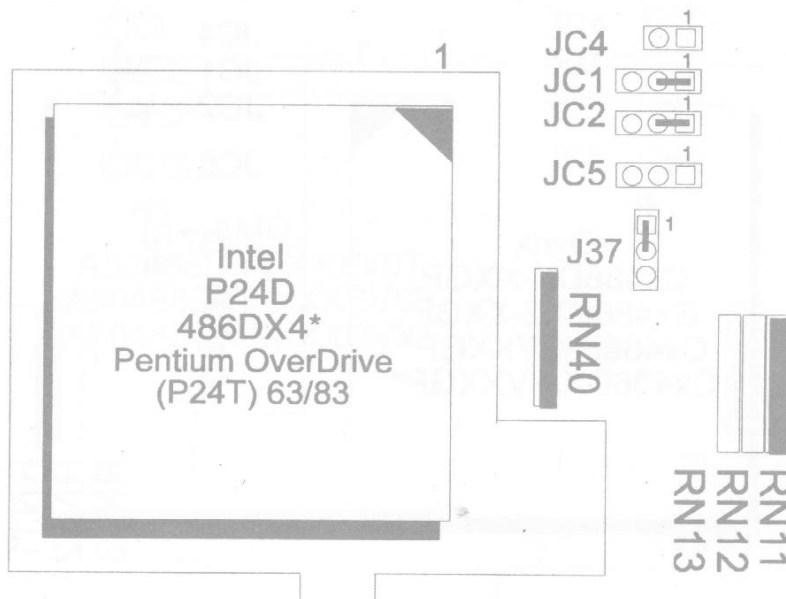 1
JC4
1
JC1
1
JC2
1
JC5
1
J37
1
Intel
P24D
486DX4*
Pentium OverDrive
(P24T) 63/83
RN40
RN13
RN12
RN11